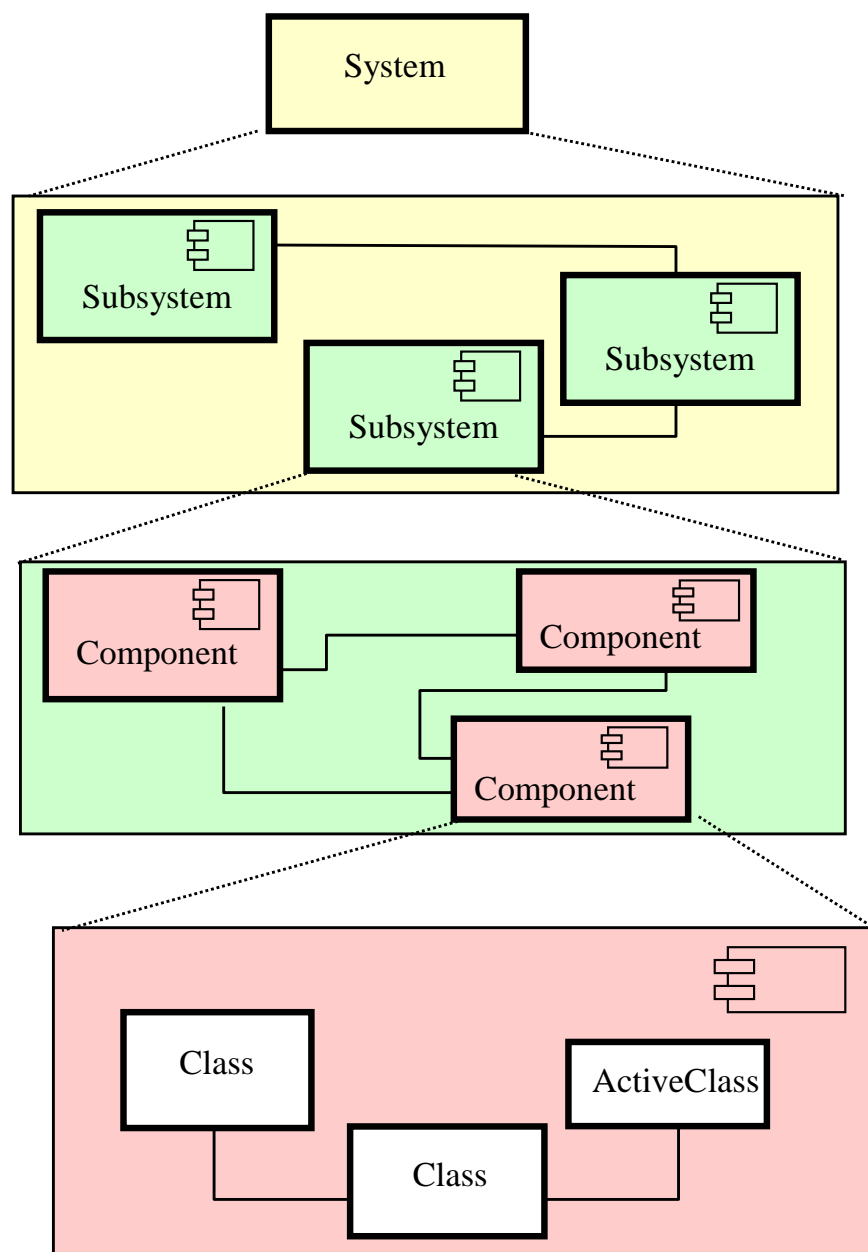 System
Subsystem
Subsystem
Subsystem
Component
Component
Component
Class
ActiveClass
Class